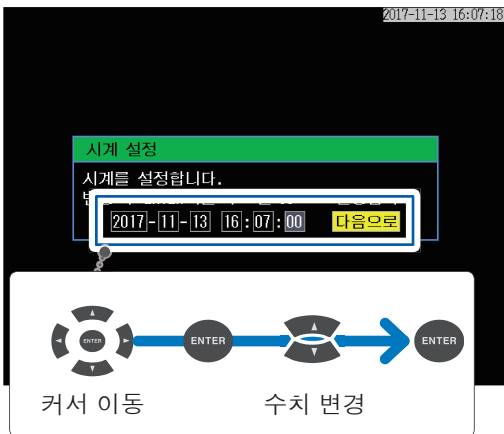 2017-11-13 16:07:18
시계 설정
시계를 설정합니다.
2017-11-13 16:07:00 다음으로
ENTER ENTER ENTER
커서 이동 수치 변경